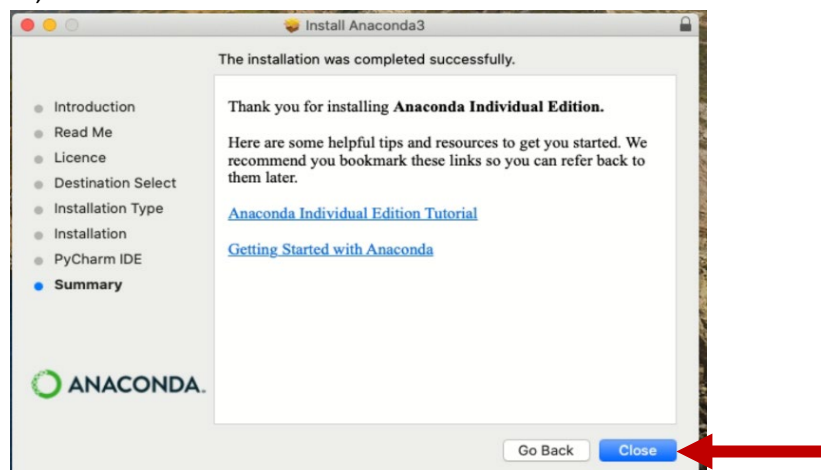 Install Anaconda3
The installation was completed successfully.
Introduction
Read Me
Licence
Destination Select
Installation Type
Installation
PyCharm IDE
Summary
Thank you for installing Anaconda Individual Edition.
Here are some helpful tips and resources to get you started. We
recommend you bookmark these links so you can refer back to
them later.
Anaconda Individual Edition Tutorial
Getting Started with Anaconda
ANACONDA.
Go Back
Close